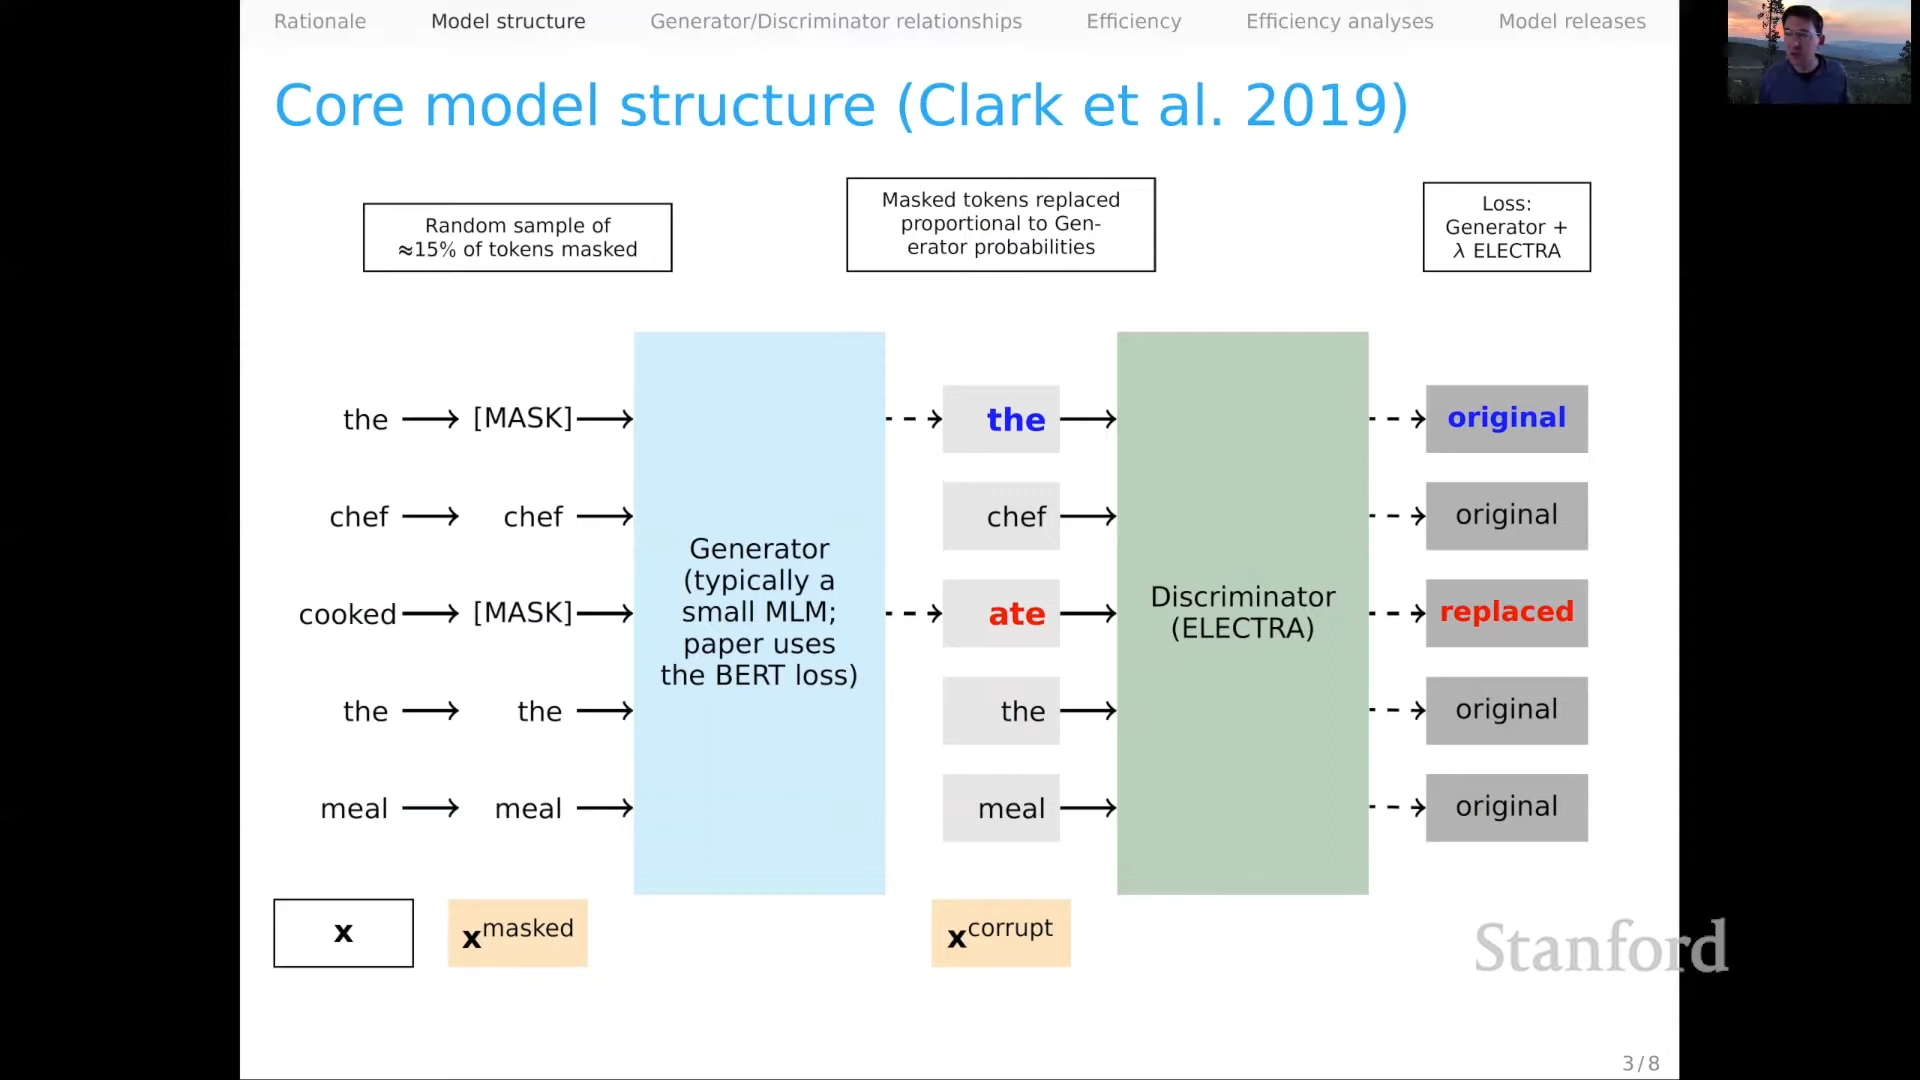 Rationale Model structure Generator/Discriminator relationships Efficiency Efficiency analyses Model releases
Core model structure (Clark et al. 2019)
Random sample of
≈15% of tokens masked
Masked tokens replaced
proportional to Gen-
erator probabilities
Loss:
Generator +
λ ELECTRA
the [MASK] the original
chef chef chef original
cooked [MASK] ate replaced
the the the original
meal meal meal original
Generator
(typically a
small MLM;
paper uses
the BERT loss)
Discriminator
(ELECTRA)
x x^masked x^corrupt
Stanford
3/8